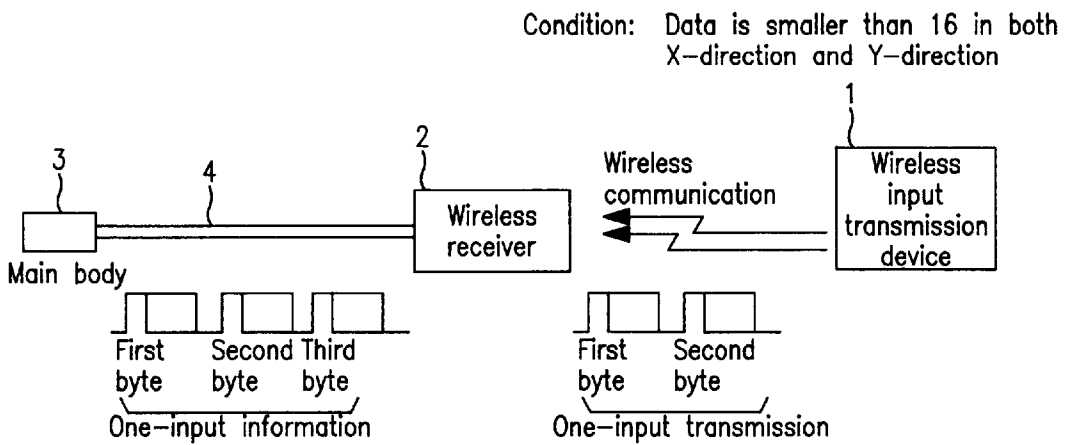 Condition: Data is smaller than 16 in both
X-direction and Y-direction
1
2
3
4
Wireless
communication
Wireless
input
transmission
device
Wireless
receiver
Main body
First
byte
Second
byte
Third
byte
One-input information
First
byte
Second
byte
One-input transmission